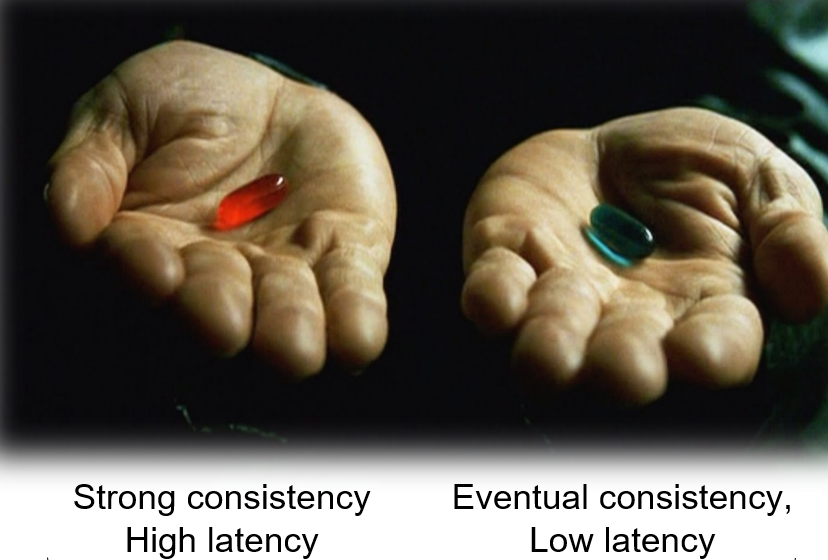 Strong consistency
High latency
Eventual consistency,
Low latency